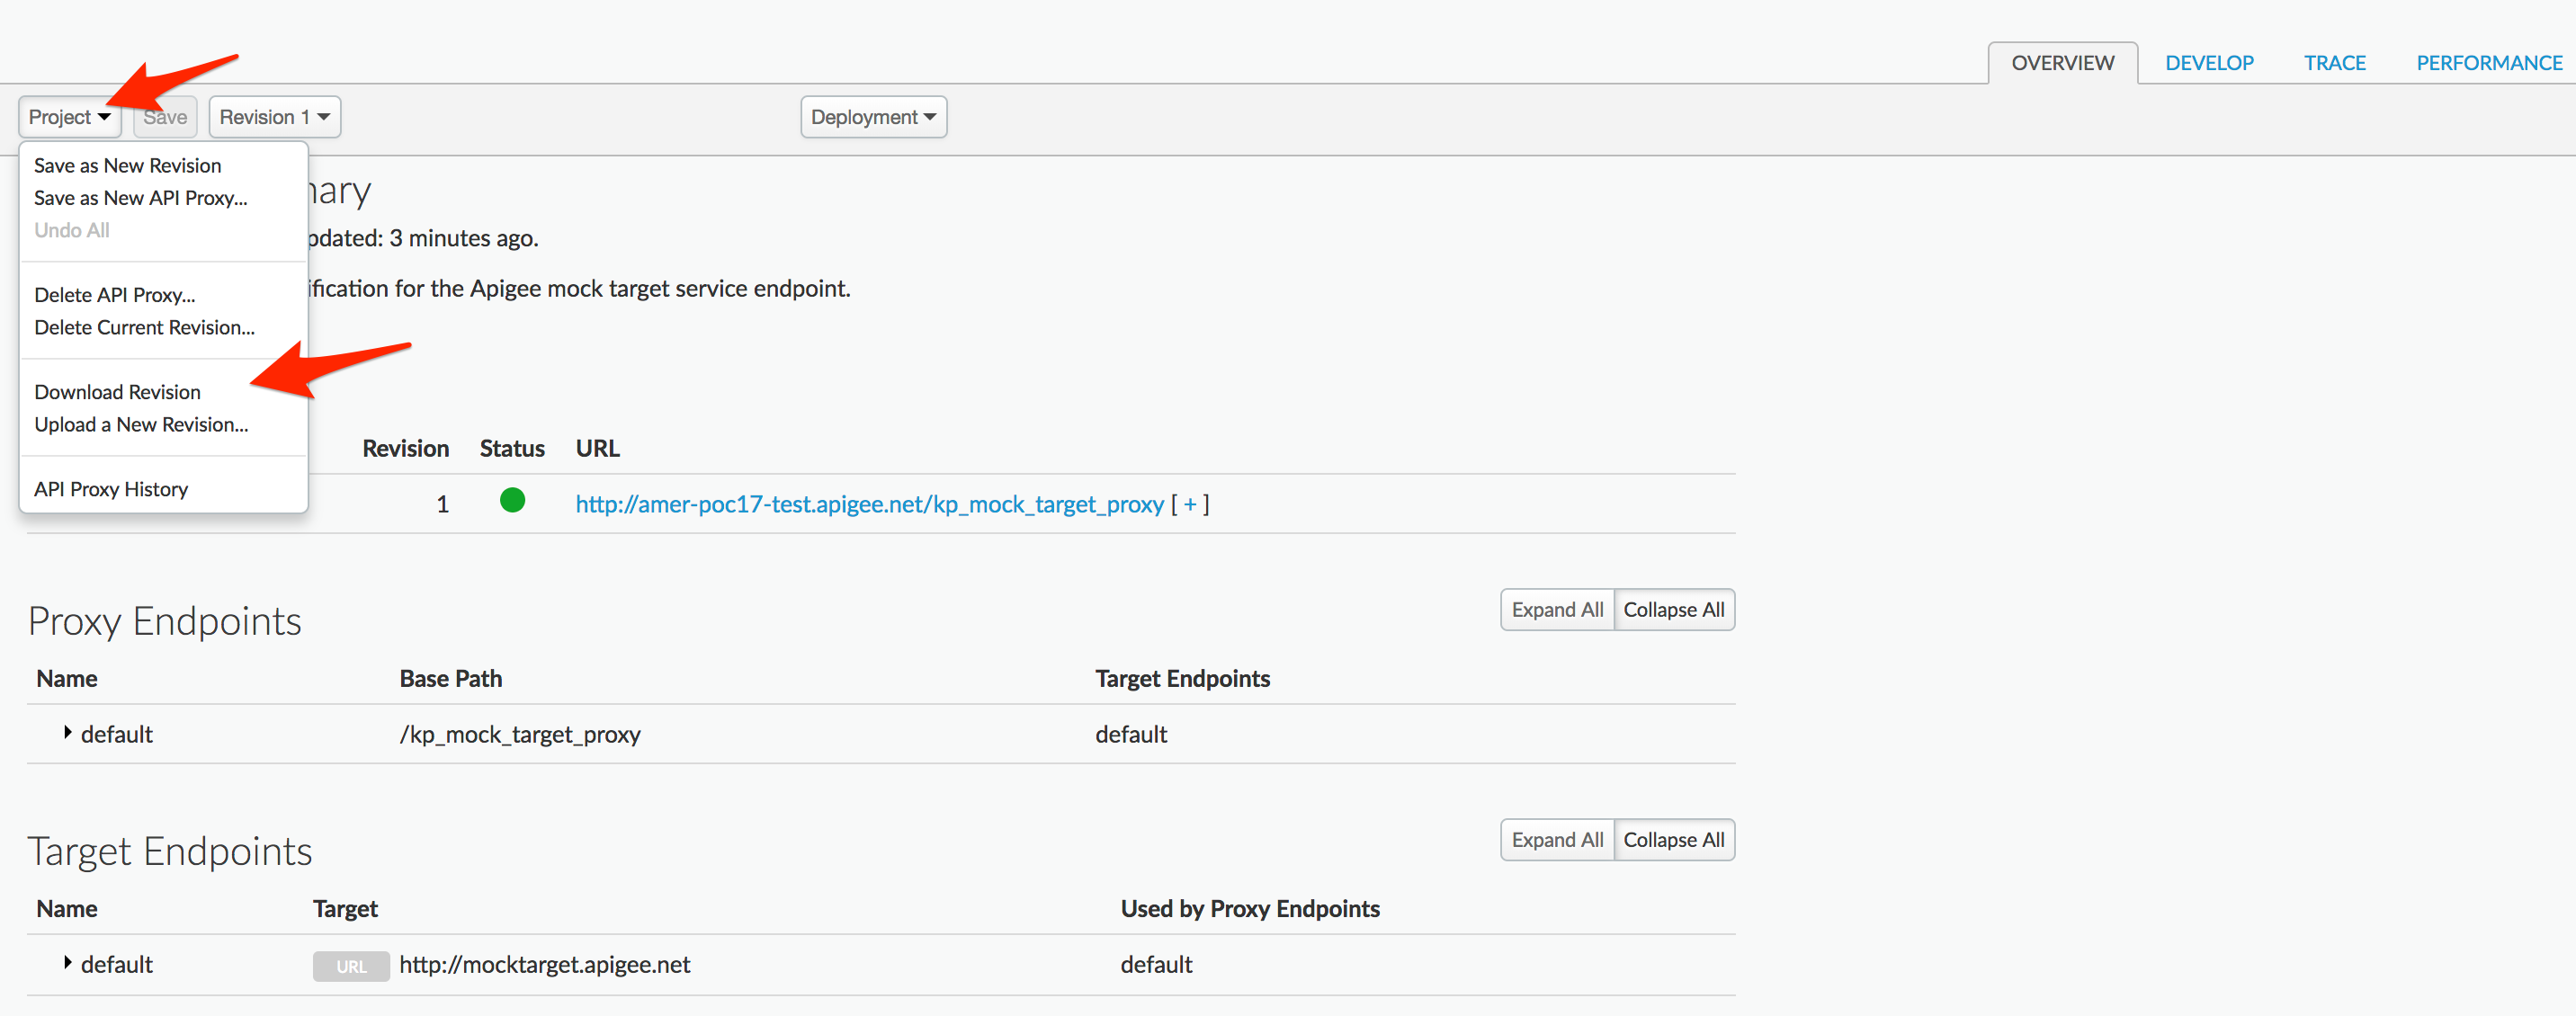 OVERVIEW DEVELOP TRACE PERFORMANCE
Project Save Revision 1 Deployment
Save as New Revision
Save as New API Proxy...
Undo All
Delete API Proxy...
Delete Current Revision...
Download Revision
Upload a New Revision...
API Proxy History
mary
pdated: 3 minutes ago.
ification for the Apigee mock target service endpoint.
Revision Status URL
1 http://amer-poc17-test.apigee.net/kp_mock_target_proxy [ + ]
Proxy Endpoints Expand All Collapse All
Name Base Path Target Endpoints
default /kp_mock_target_proxy default
Target Endpoints Expand All Collapse All
Name Target Used by Proxy Endpoints
default URL http://mocktarget.apigee.net default